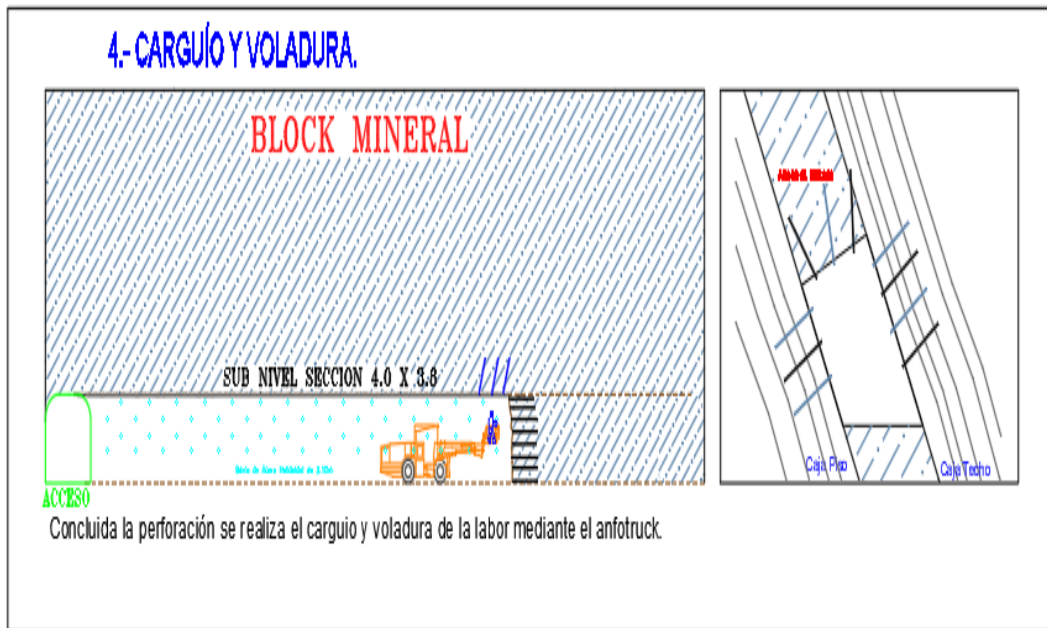 4.- CARGUÍO Y VOLADURA.
BLOCK MINERAL
SUB NIVEL SECCION 4.0 X 3.8
ACCESO
Caja Piso
Caja Techo
Concluida la perforación se realiza el carguio y voladura de la labor mediante el anfotruck.